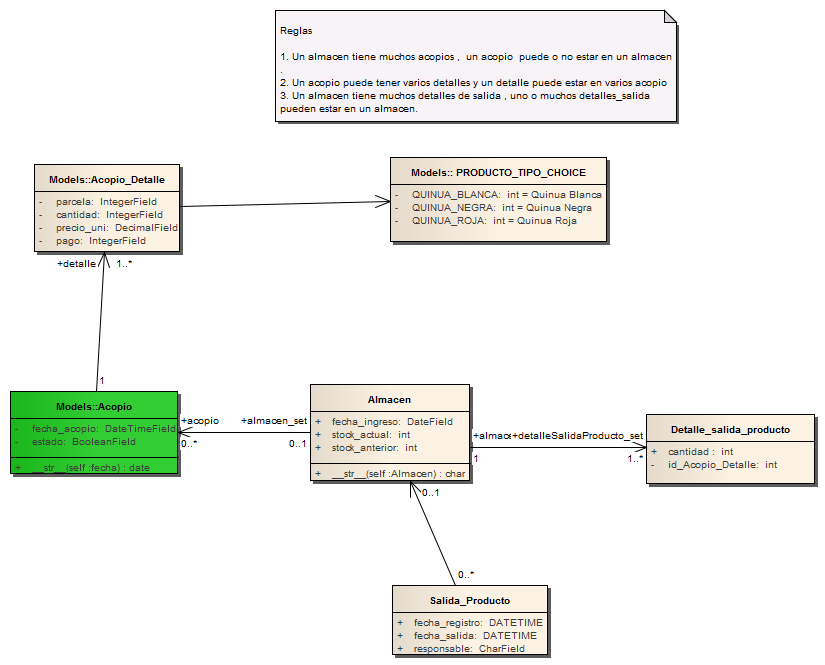 Reglas
1. Un almacen tiene muchos acopios , un acopio puede o no estar en un almacen
.
2. Un acopio puede tener varios detalles y un detalle puede estar en varios acopio
3. Un almacen tiene muchos detalles de salida , uno o muchos detalles_salida
pueden estar en un almacen.
Models::Acopio_Detalle
- parcela: IntegerField
- cantidad: IntegerField
- precio_uni: DecimalField
- pago: IntegerField
Models:: PRODUCTO_TIPO_CHOICE
- QUINUA_BLANCA: int = Quinua Blanca
- QUINUA_NEGRA: int = Quinua Negra
- QUINUA_ROJA: int = Quinua Roja
+detalle 1..*
1
Models::Acopio
- fecha_acopio: DateTimeField
- estado: BooleanField
+ __str__(self :fecha) : date
+acopio +almacen_set
0..* 0..1
Almacen
+ fecha_ingreso: DateField
+ stock_actual: int
+ stock_anterior: int
+ __str__(self :Almacen) : char
+detalleSalidaProducto_set
1 1..*
Detalle_salida_producto
+ cantidad : int
- id_Acopio_Detalle: int
0..1
0..*
Salida_Producto
+ fecha_registro: DATETIME
+ fecha_salida: DATETIME
+ responsable: CharField